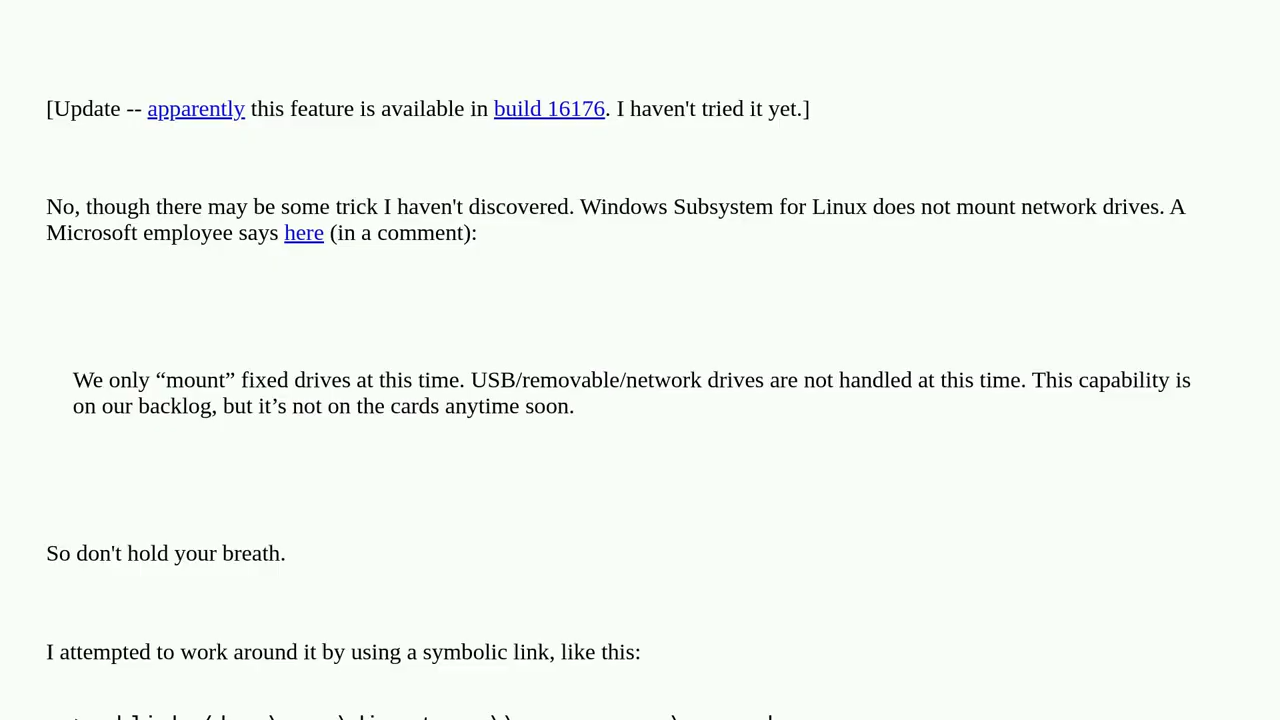 [Update -- apparently this feature is available in build 16176. I haven't tried it yet.]
No, though there may be some trick I haven't discovered. Windows Subsystem for Linux does not mount network drives. A
Microsoft employee says here (in a comment):
We only “mount” fixed drives at this time. USB/removable/network drives are not handled at this time. This capability is
on our backlog, but it’s not on the cards anytime soon.
So don't hold your breath.
I attempted to work around it by using a symbolic link, like this: